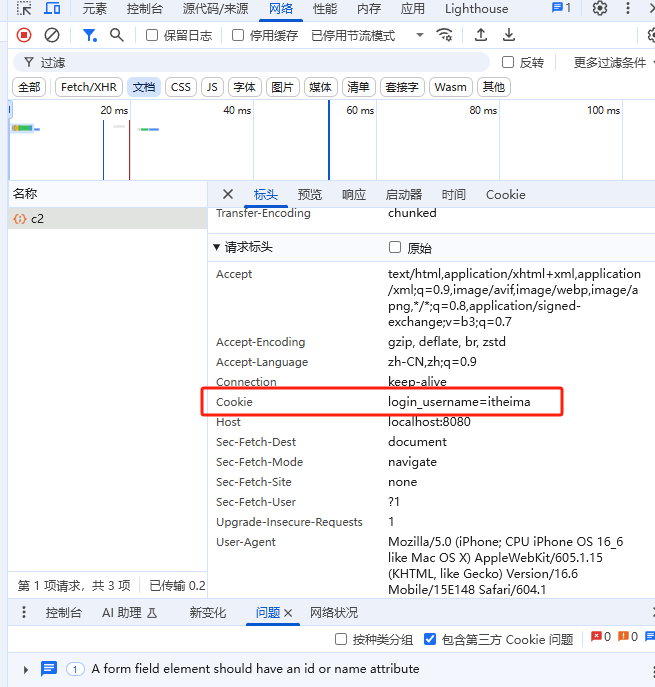 元素 控制台 源代码/来源 网络 性能 内存 应用 Lighthouse 1
保留日志 停用缓存 已停用节流模式
过滤 反转 更多过滤条件
全部 Fetch/XHR 文档 CSS JS 字体 图片 媒体 清单 套接字 Wasm 其他
20 ms 40 ms 60 ms 80 ms 100 ms
名称 标头 预览 响应 启动器 时间 Cookie
c2
Transfer-Encoding chunked
请求标头 原始
Accept text/html,application/xhtml+xml,application
/xml;q=0.9,image/avif,image/webp,image/a
png,*/*;q=0.8,application/signed-
exchange;v=b3;q=0.7
Accept-Encoding gzip, deflate, br, zstd
Accept-Language zh-CN,zh;q=0.9
Connection keep-alive
Cookie login_username=itheima
Host localhost:8080
Sec-Fetch-Dest document
Sec-Fetch-Mode navigate
Sec-Fetch-Site none
Sec-Fetch-User ?1
Upgrade-Insecure-Requests 1
User-Agent Mozilla/5.0 (iPhone; CPU iPhone OS 16_6
like Mac OS X) AppleWebKit/605.1.15
(KHTML, like Gecko) Version/16.6
Mobile/15E148 Safari/604.1
第 1 项请求，共 3 项 已传输 0.2
控制台 AI 助理 新变化 问题 网络状况
按种类分组 包含第三方 Cookie 问题 0 0
1 A form field element should have an id or name attribute